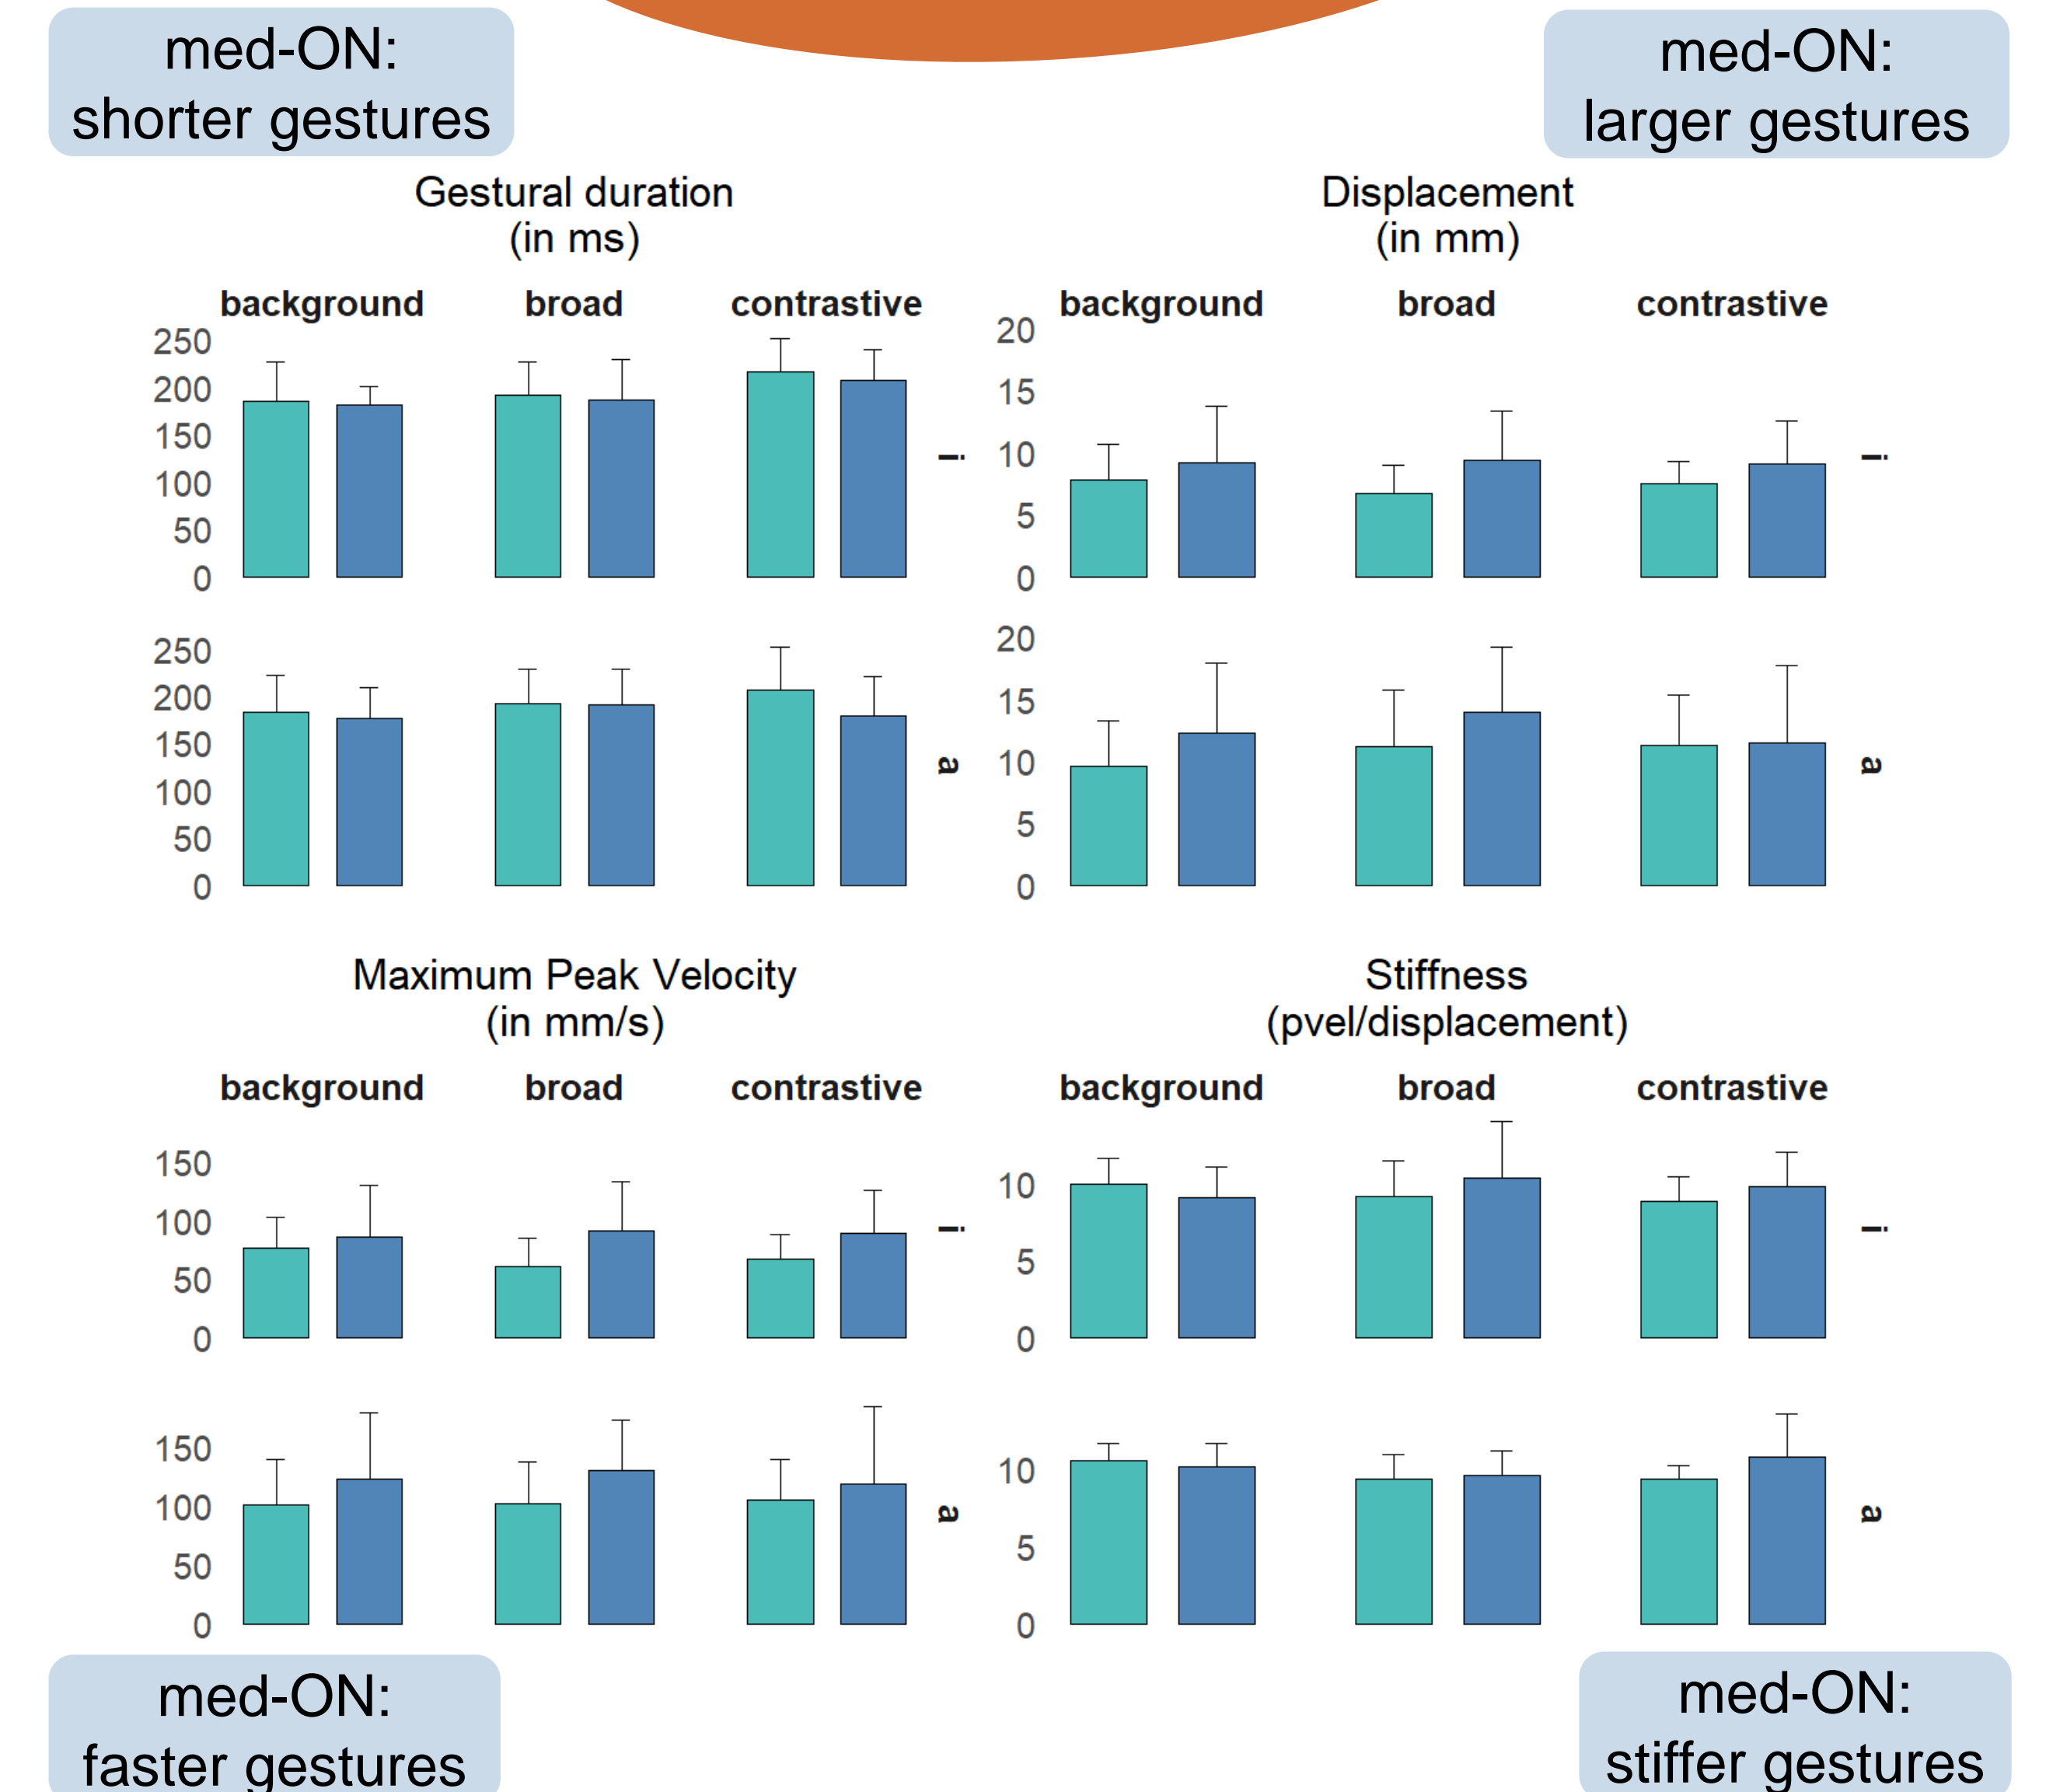 med-ON:
shorter gestures
med-ON:
larger gestures
Gestural duration
(in ms)
background broad contrastive
250
200
150
100
50
0
i
250
200
150
100
50
0
a
Displacement
(in mm)
background broad contrastive
20
15
10
5
0
i
20
15
10
5
0
a
Maximum Peak Velocity
(in mm/s)
background broad contrastive
150
100
50
0
i
150
100
50
0
a
Stiffness
(pvel/displacement)
background broad contrastive
10
5
0
i
10
5
0
a
med-ON:
faster gestures
med-ON:
stiffer gestures